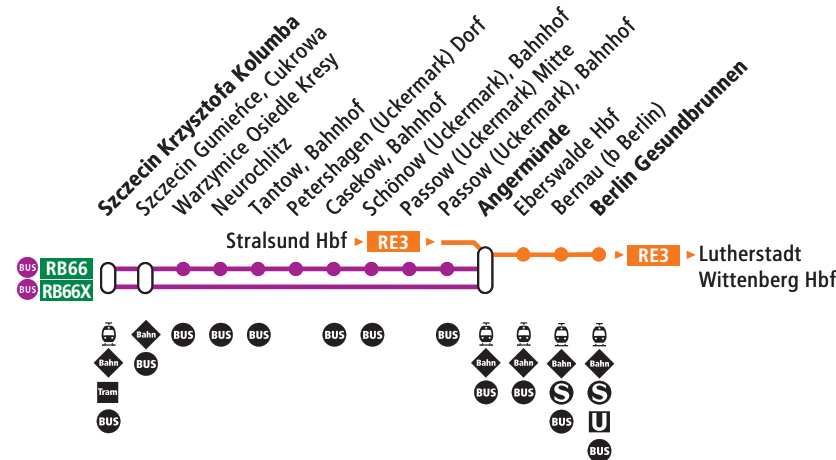 Szczecin Krzysztofa Kolumba
Szczecin Gumieńce, Cukrowa
Warzymice Osiedle Kresy
Neurochlitz
Tantow, Bahnhof
Petershagen (Uckermark) Dorf
Casekow, Bahnhof
Schönow (Uckermark), Bahnhof
Passow (Uckermark) Mitte
Passow (Uckermark), Bahnhof
Angermünde
Eberswalde Hbf
Bernau (b Berlin)
Berlin Gesundbrunnen
Stralsund Hbf RE3
RE3 Lutherstadt
Wittenberg Hbf
BUS RB66
BUS RB66X
Bahn BUS BUS BUS BUS BUS BUS
Bahn BUS Bahn Bahn Bahn Bahn
Tram BUS BUS S S
BUS BUS U
BUS